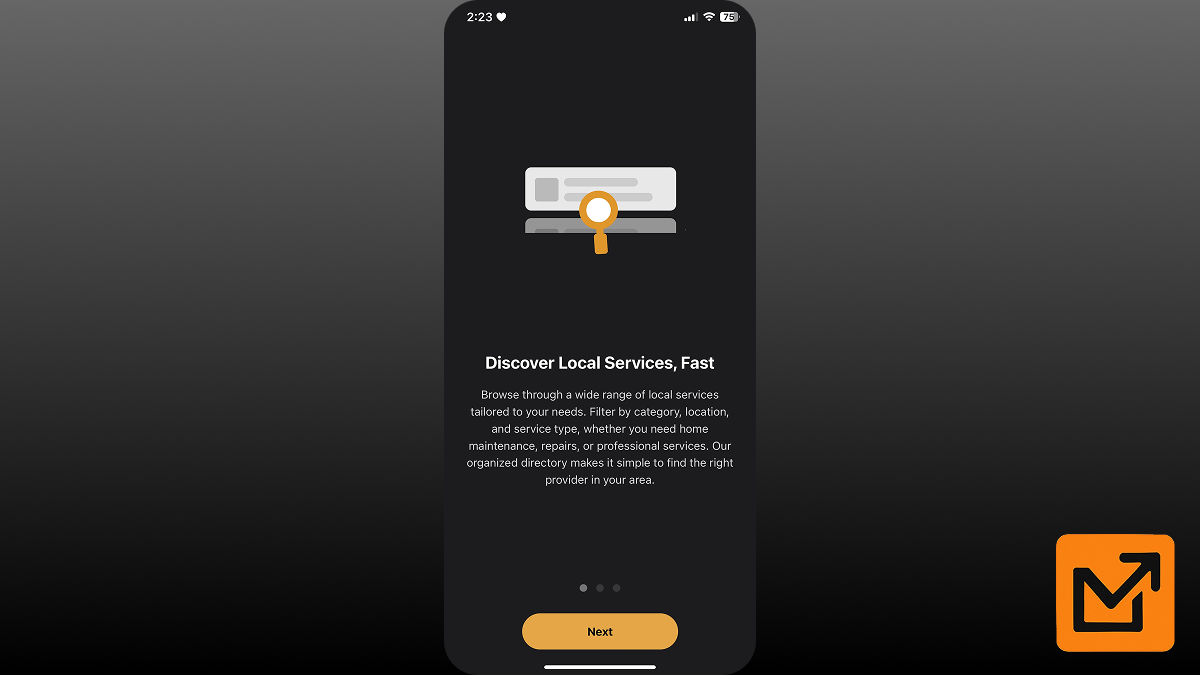 2:23
75
Discover Local Services, Fast
Browse through a wide range of local services
tailored to your needs. Filter by category, location,
and service type, whether you need home
maintenance, repairs, or professional services. Our
organized directory makes it simple to find the right
provider in your area.
Next